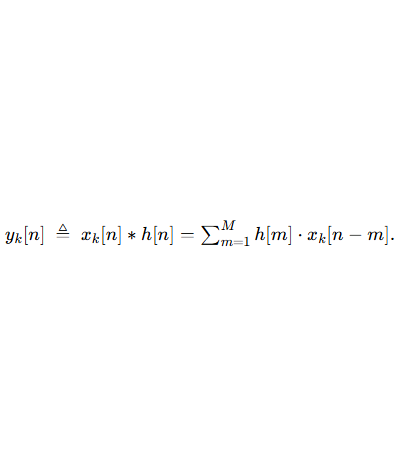 y_k[n] ≜ x_k[n] ∗ h[n] = ∑_{m=1}^{M} h[m] · x_k[n − m].